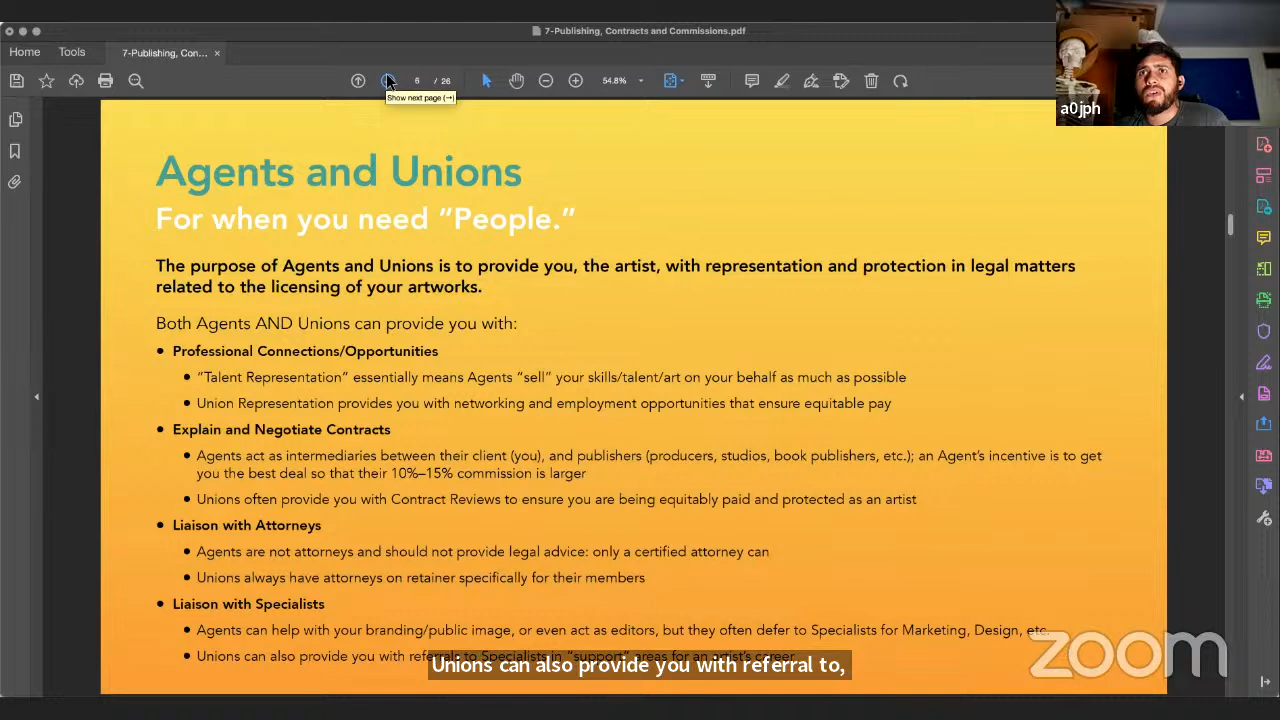 7-Publishing, Contracts and Commissions.pdf
Home
Tools
7-Publishing, Con... ×
6 / 26
54.8%
Show next page (→)
a0jph
Agents and Unions
For when you need “People.”
The purpose of Agents and Unions is to provide you, the artist, with representation and protection in legal matters
related to the licensing of your artworks.
Both Agents AND Unions can provide you with:
• Professional Connections/Opportunities
• “Talent Representation” essentially means Agents “sell” your skills/talent/art on your behalf as much as possible
• Union Representation provides you with networking and employment opportunities that ensure equitable pay
• Explain and Negotiate Contracts
• Agents act as intermediaries between their client (you), and publishers (producers, studios, book publishers, etc.); an Agent’s incentive is to get
you the best deal so that their 10%–15% commission is larger
• Unions often provide you with Contract Reviews to ensure you are being equitably paid and protected as an artist
• Liaison with Attorneys
• Agents are not attorneys and should not provide legal advice: only a certified attorney can
• Unions always have attorneys on retainer specifically for their members
• Liaison with Specialists
• Agents can help with your branding/public image, or even act as editors, but they often defer to Specialists for Marketing, Design, etc.
• Unions can also provide you with referrals to Specialists in “support” areas for an artist’s career
Unions can also provide you with referral to,
zoom